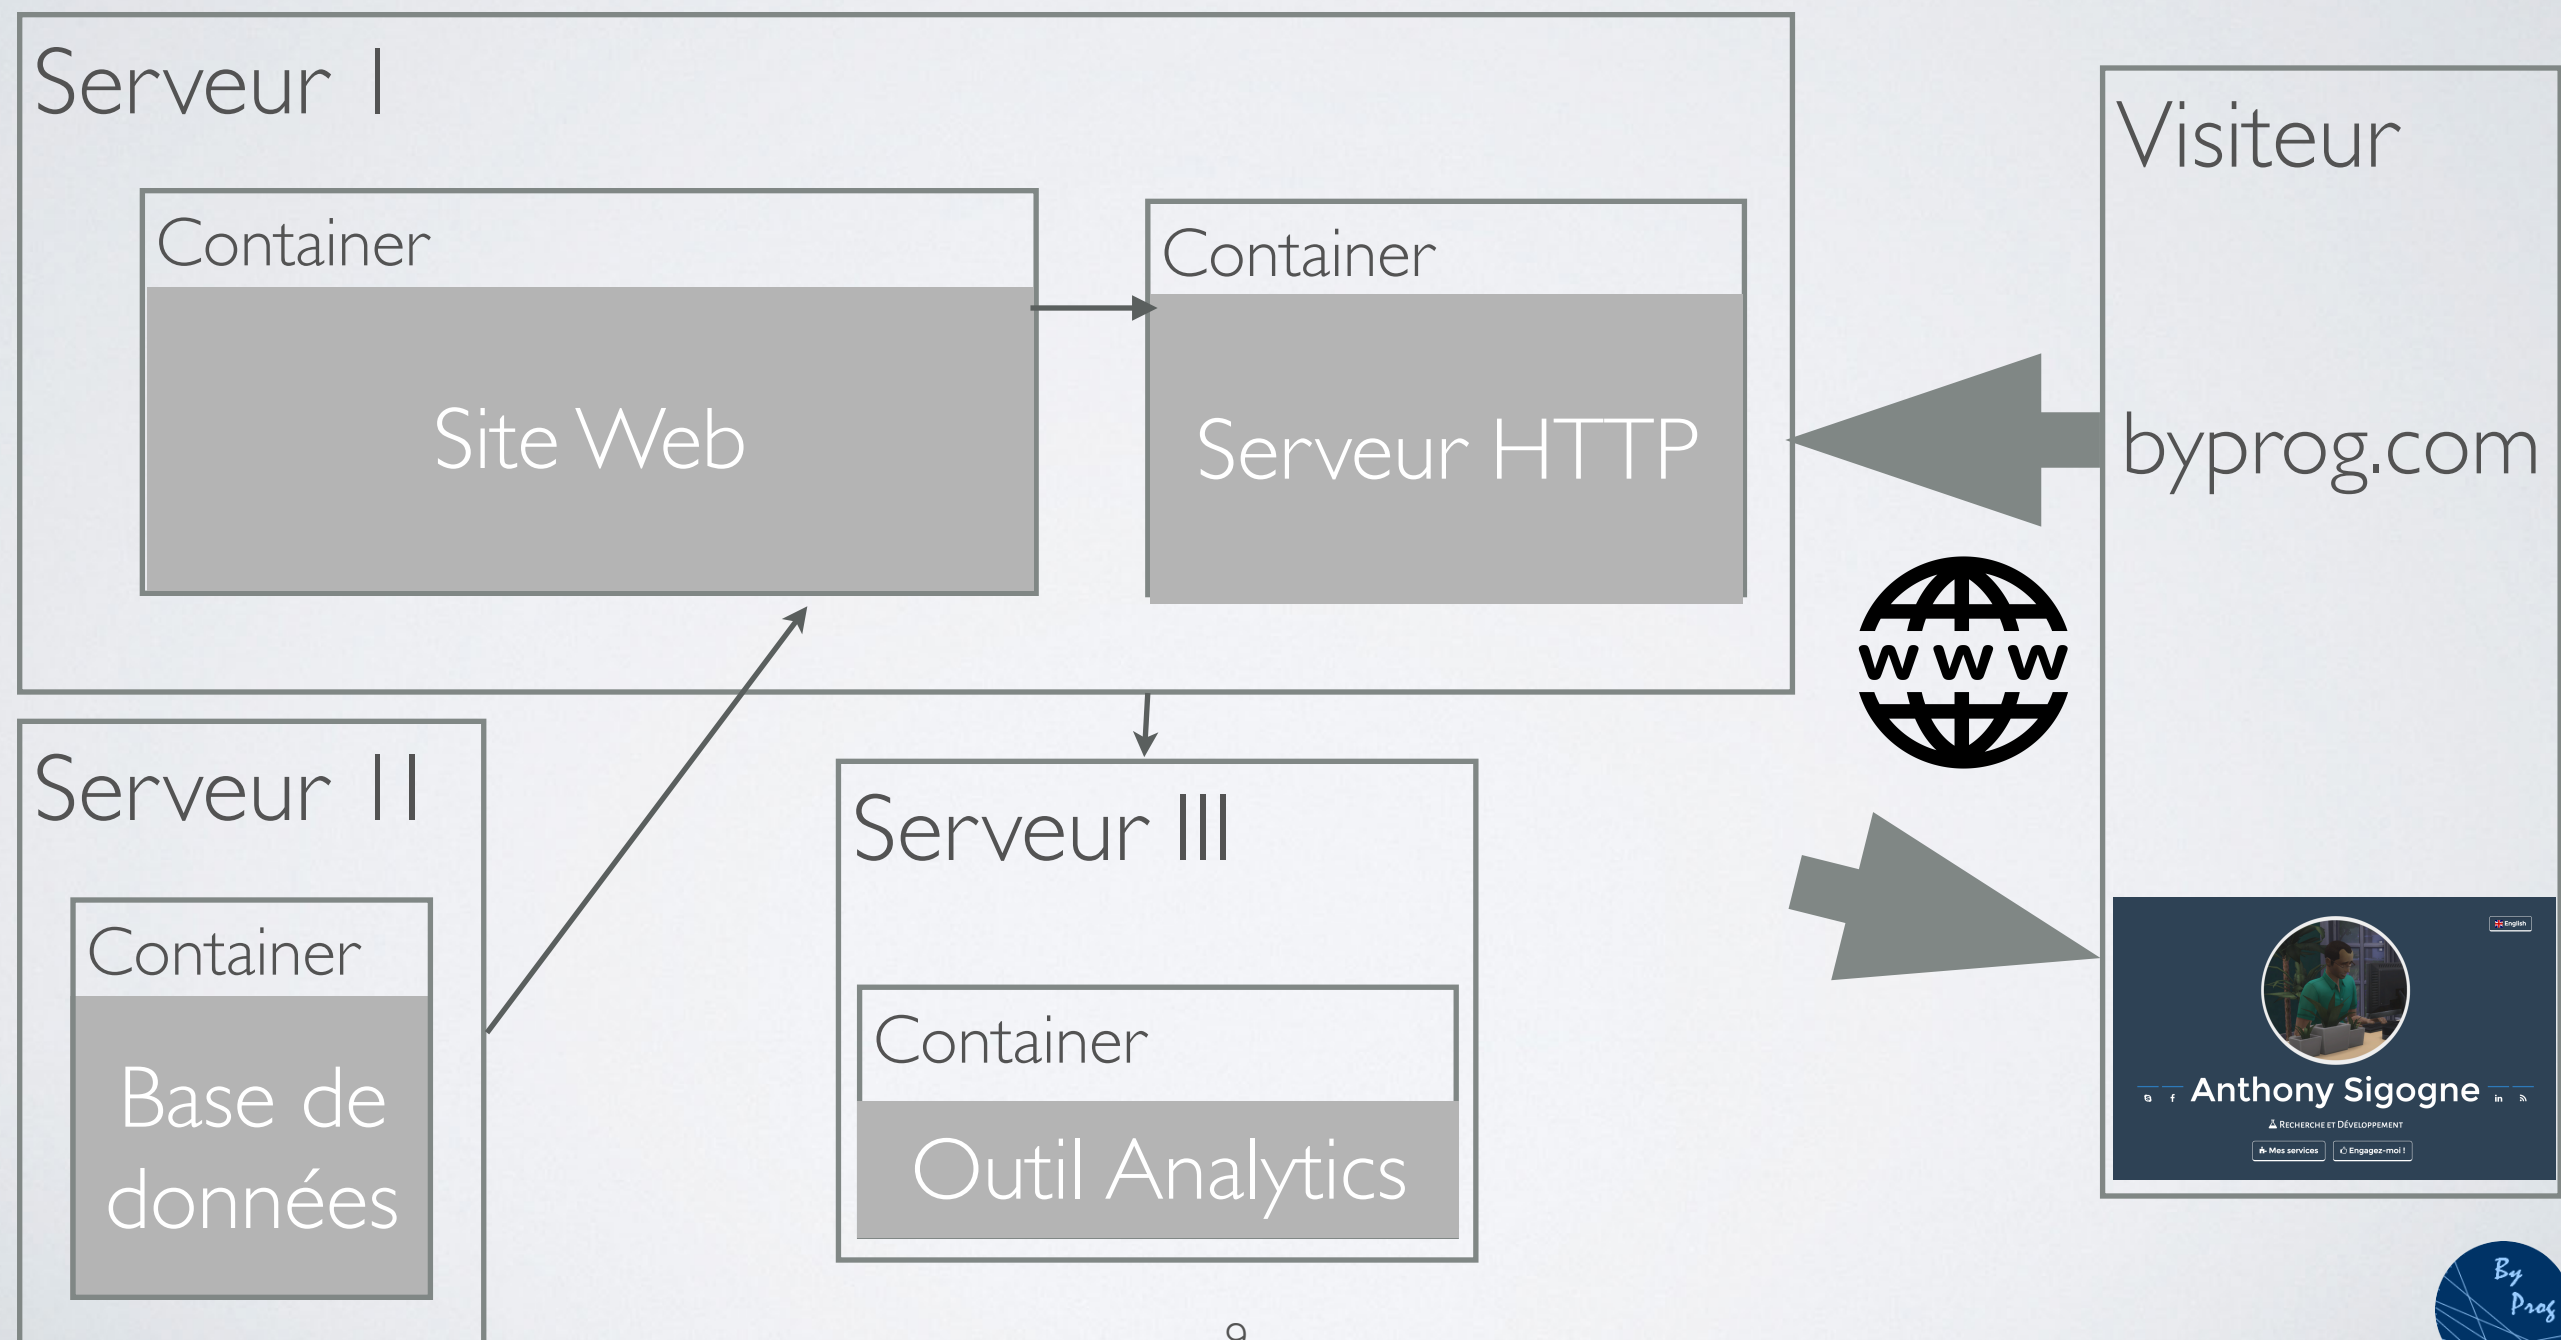 Serveur I
Container
Site Web
Container
Serveur HTTP
Visiteur
byprog.com
www
Serveur II
Container
Base de
données
Serveur III
Container
Outil Analytics
English
Anthony Sigogne
RECHERCHE ET DÉVELOPPEMENT
Mes services
Engagez-moi !
By
Prog
9